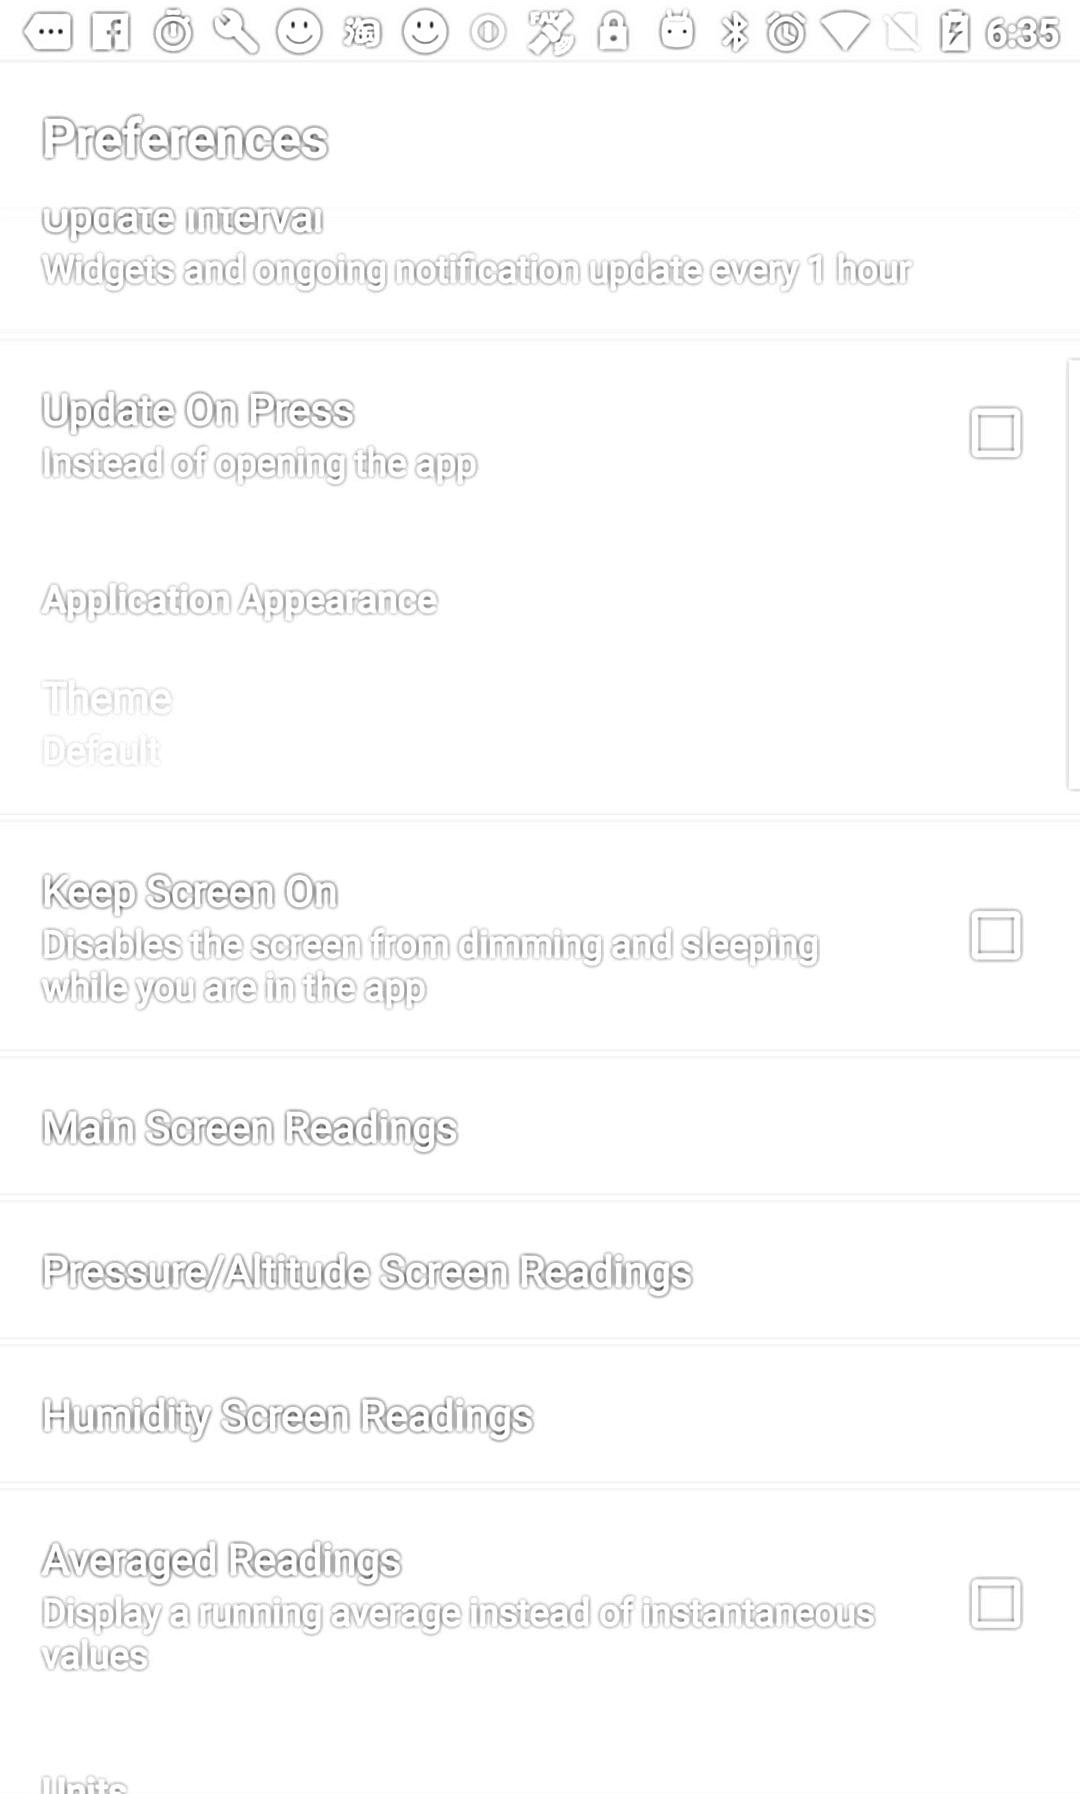 6:35
Preferences
Update Interval
Widgets and ongoing notification update every 1 hour
Update On Press
Instead of opening the app
Application Appearance
Theme
Default
Keep Screen On
Disables the screen from dimming and sleeping
while you are in the app
Main Screen Readings
Pressure/Altitude Screen Readings
Humidity Screen Readings
Averaged Readings
Display a running average instead of instantaneous
values
Units